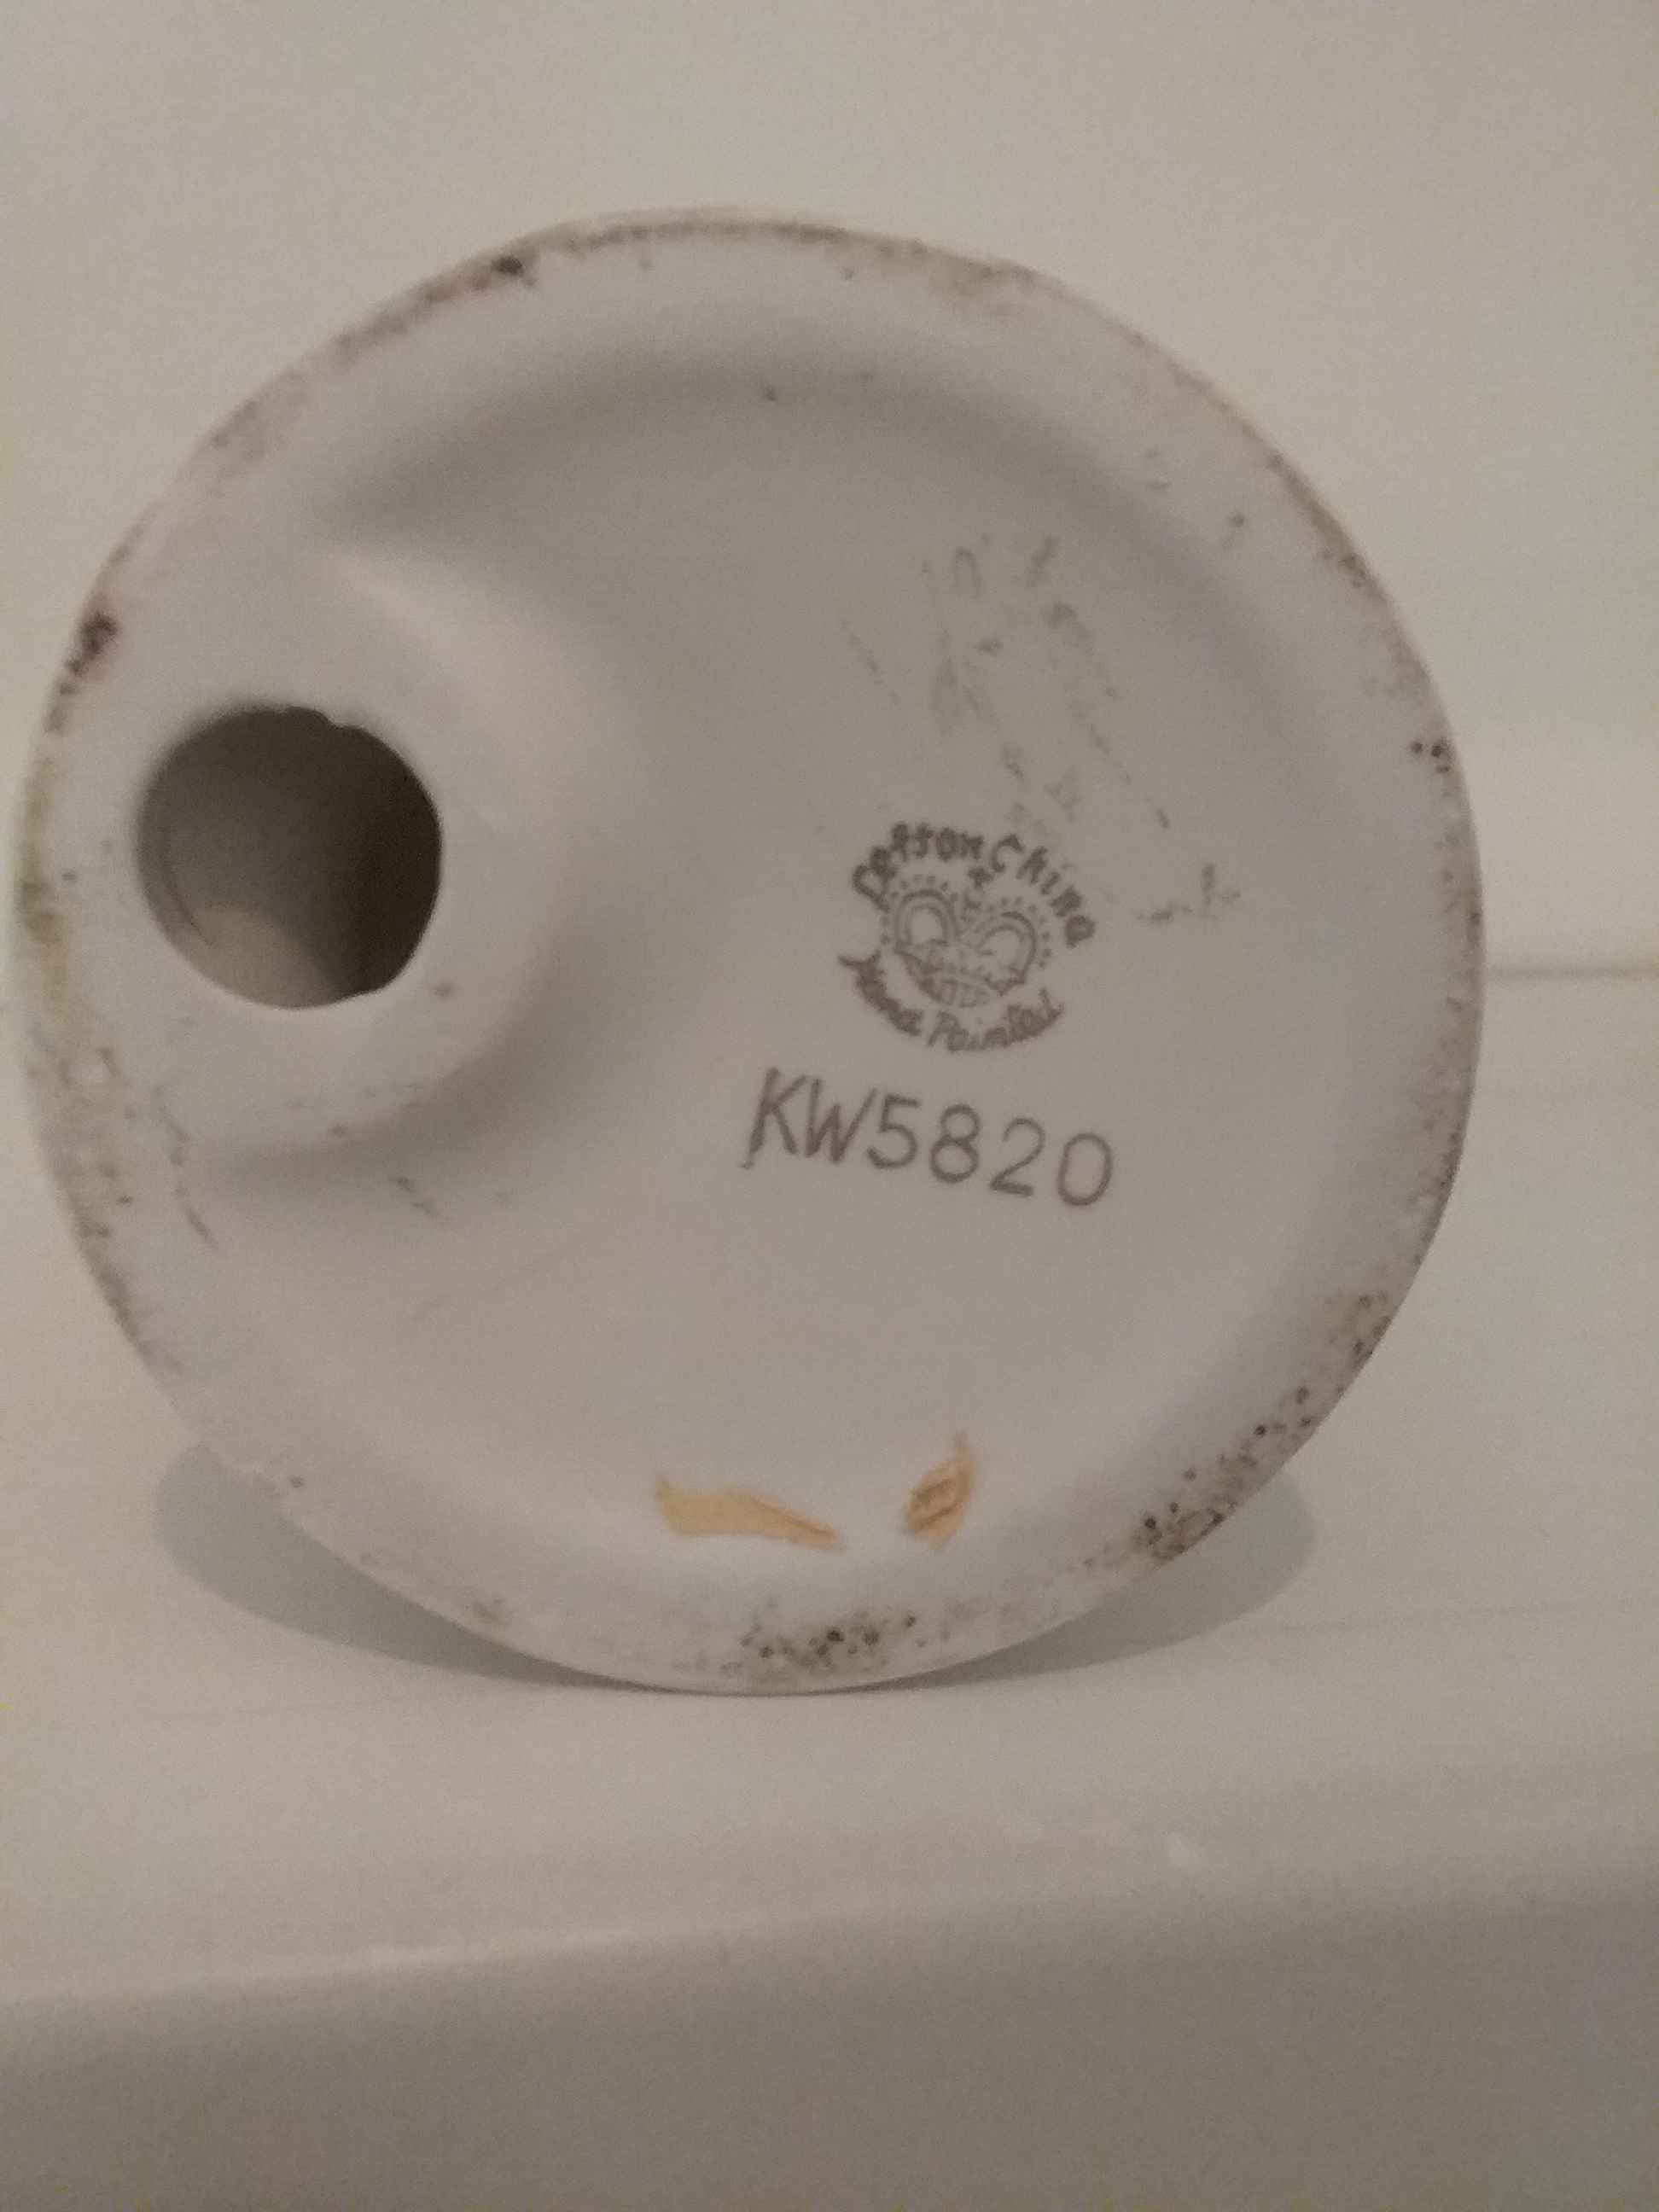 Lefton China
Hand Painted
KW5820